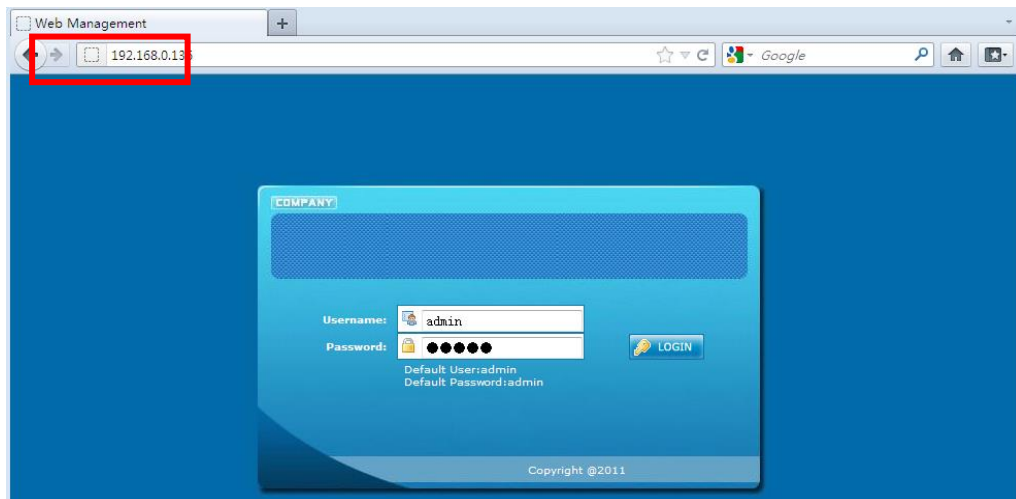 Web Management
192.168.0.136
Google
COMPANY
Username: admin
Password: ●●●●●
LOGIN
Default User:admin
Default Password:admin
Copyright @2011